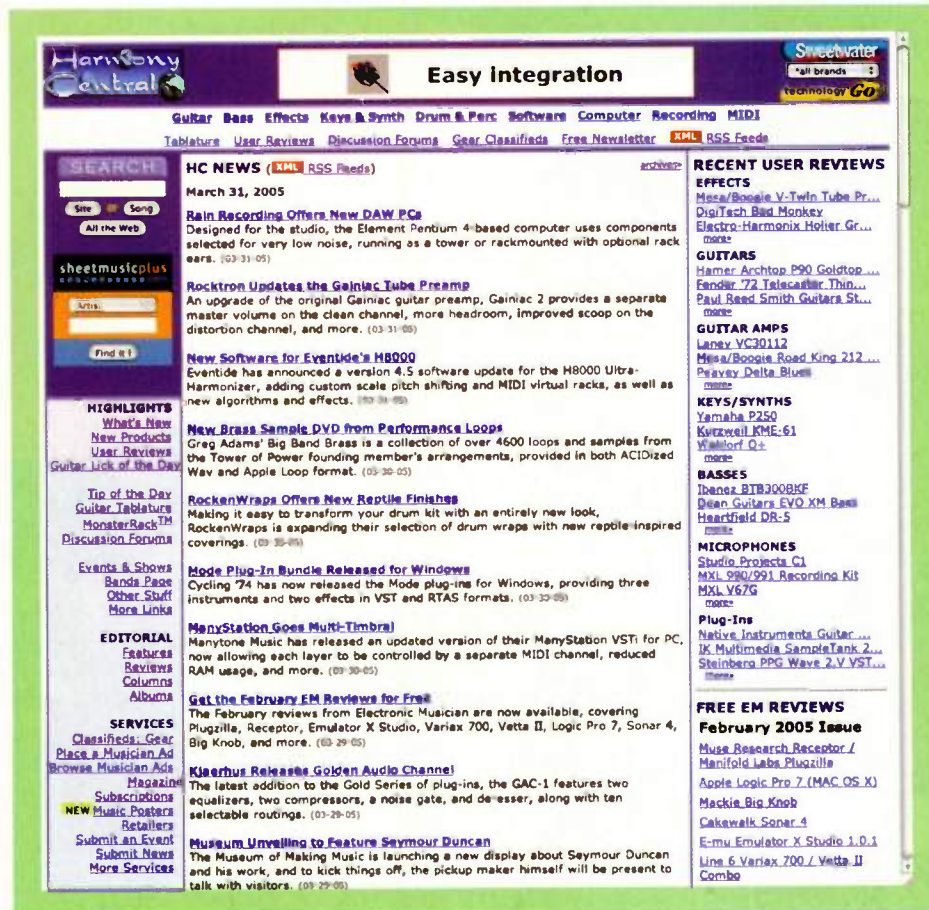 Harmony
Central
Easy integration
Sweetwater
*all brands
technology Go
Guitar Bass Effects Keys & Synth Drum & Perc Software Computer Recording MIDI
Tablature User Reviews Discussion Forums Gear Classifieds Free Newsletter XML RSS Feeds
SEARCH
Site Song
All the Web
sheetmusicplus
Artist
Find it !
HIGHLIGHTS
What's New
New Products
User Reviews
Guitar Lick of the Day
Tip of the Day
Guitar Tablature
MonsterRack™
Discussion Forums
Events & Shows
Bands Page
Other Stuff
More Links
EDITORIAL
Features
Reviews
Columns
Albums
SERVICES
Classifieds: Gear
Place a Musician Ad
Browse Musician Ads
Magazine
Subscriptions
NEW Music Posters
Retailers
Submit an Event
Submit News
More Services
HC NEWS (XML RSS Feeds)
archives»
March 31, 2005
Rain Recording Offers New DAW PCs
Designed for the studio, the Element Pentium 4-based computer uses components
selected for very low noise, running as a tower or rackmounted with optional rack
ears. (03-31-05)
Rocktron Updates the Gainiac Tube Preamp
An upgrade of the original Gainiac guitar preamp, Gainiac 2 provides a separate
master volume on the clean channel, more headroom, improved scoop on the
distortion channel, and more. (03-31-05)
New Software for Eventide's H8000
Eventide has announced a version 4.5 software update for the H8000 Ultra-
Harmonizer, adding custom scale pitch shifting and MIDI virtual racks, as well as
new algorithms and effects. (03-31-05)
New Brass Sample DVD from Performance Loops
Greg Adams' Big Band Brass is a collection of over 4600 loops and samples from
the Tower of Power founding member's arrangements, provided in both ACIDized
Wav and Apple Loop format. (03-30-05)
RockenWraps Offers New Reptile Finishes
Making it easy to transform your drum kit with an entirely new look,
RockenWraps is expanding their selection of drum wraps with new reptile-inspired
coverings. (03-30-05)
Mode Plug-In Bundle Released for Windows
Cycling '74 has now released the Mode plug-ins for Windows, providing three
instruments and two effects in VST and RTAS formats. (03-30-05)
ManyStation Goes Multi-Timbral
Manytone Music has released an updated version of their ManyStation VSTi for PC,
now allowing each layer to be controlled by a separate MIDI channel, reduced
RAM usage, and more. (03-30-05)
Get the February EM Reviews for Free
The February reviews from Electronic Musician are now available, covering
Plugzilla, Receptor, Emulator X Studio, Variax 700, Vetta II, Logic Pro 7, Sonar 4,
Big Knob, and more. (03-29-05)
Kjaerhus Releases Golden Audio Channel
The latest addition to the Gold Series of plug-ins, the GAC-1 features two
equalizers, two compressors, a noise gate, and de-esser, along with ten
selectable routings. (03-29-05)
Museum Unveiling to Feature Seymour Duncan
The Museum of Making Music is launching a new display about Seymour Duncan
and his work, and to kick things off, the pickup maker himself will be present to
talk with visitors. (03-29-05)
RECENT USER REVIEWS
EFFECTS
Mesa/Boogie V-Twin Tube Pr...
DigiTech Bad Monkey
Electro-Harmonix Holier Gr...
more»
GUITARS
Hamer Archtop P90 Goldtop ...
Fender '72 Telecaster Thin...
Paul Reed Smith Guitars St...
more»
GUITAR AMPS
Laney VC30112
Mesa/Boogie Road King 212 ...
Peavey Delta Blues
more»
KEYS/SYNTHS
Yamaha P250
Kurzweil KME-61
Waldorf Q+
more»
BASSES
Ibanez BTB300BKF
Dean Guitars EVO XM Bass
Heartfield DR-5
more»
MICROPHONES
Studio Projects C1
MXL 990/991 Recording Kit
MXL V67G
more»
Plug-Ins
Native Instruments Guitar ...
IK Multimedia SampleTank 2...
Steinberg PPG Wave 2.V VST...
more»
FREE EM REVIEWS
February 2005 Issue
Muse Research Receptor /
Manifold Labs Plugzilla
Apple Logic Pro 7 (MAC OS X)
Mackie Big Knob
Cakewalk Sonar 4
E-mu Emulator X Studio 1.0.1
Line 6 Variax 700 / Vetta II
Combo